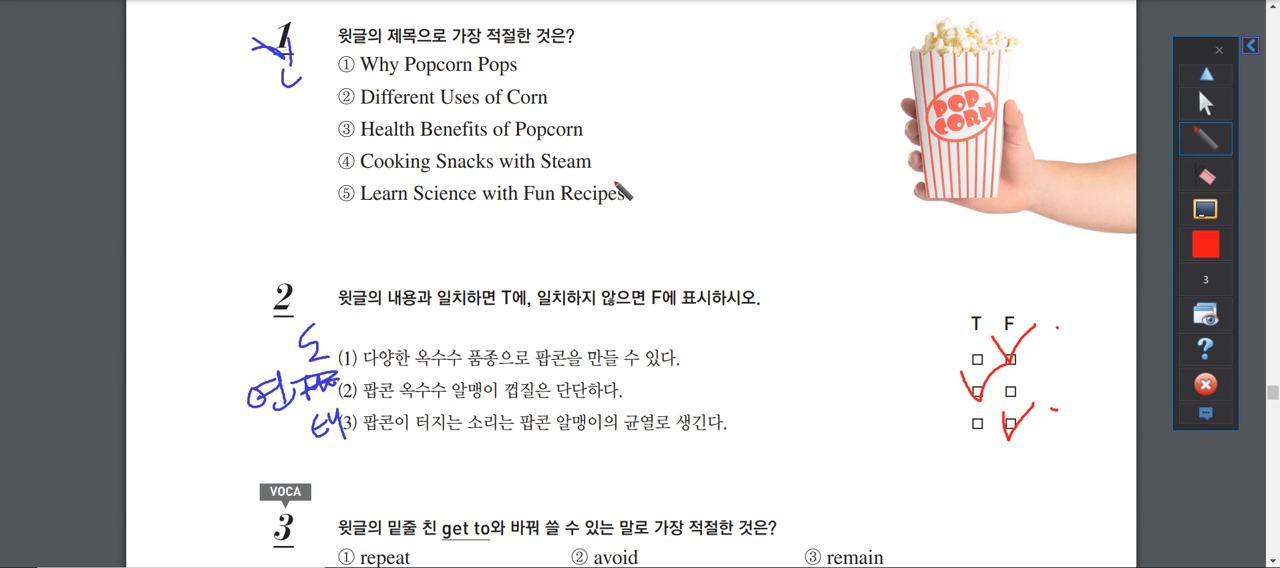 1 윗글의 제목으로 가장 적절한 것은?
① Why Popcorn Pops
② Different Uses of Corn
③ Health Benefits of Popcorn
④ Cooking Snacks with Steam
⑤ Learn Science with Fun Recipes
POP CORN
2 윗글의 내용과 일치하면 T에, 일치하지 않으면 F에 표시하시오.
T F
(1) 다양한 옥수수 품종으로 팝콘을 만들 수 있다.
(2) 팝콘 옥수수 알맹이 껍질은 단단하다.
(3) 팝콘이 터지는 소리는 팝콘 알맹이의 균열로 생긴다.
VOCA
3 윗글의 밑줄 친 get to와 바꿔 쓸 수 있는 말로 가장 적절한 것은?
① repeat ② avoid ③ remain
3